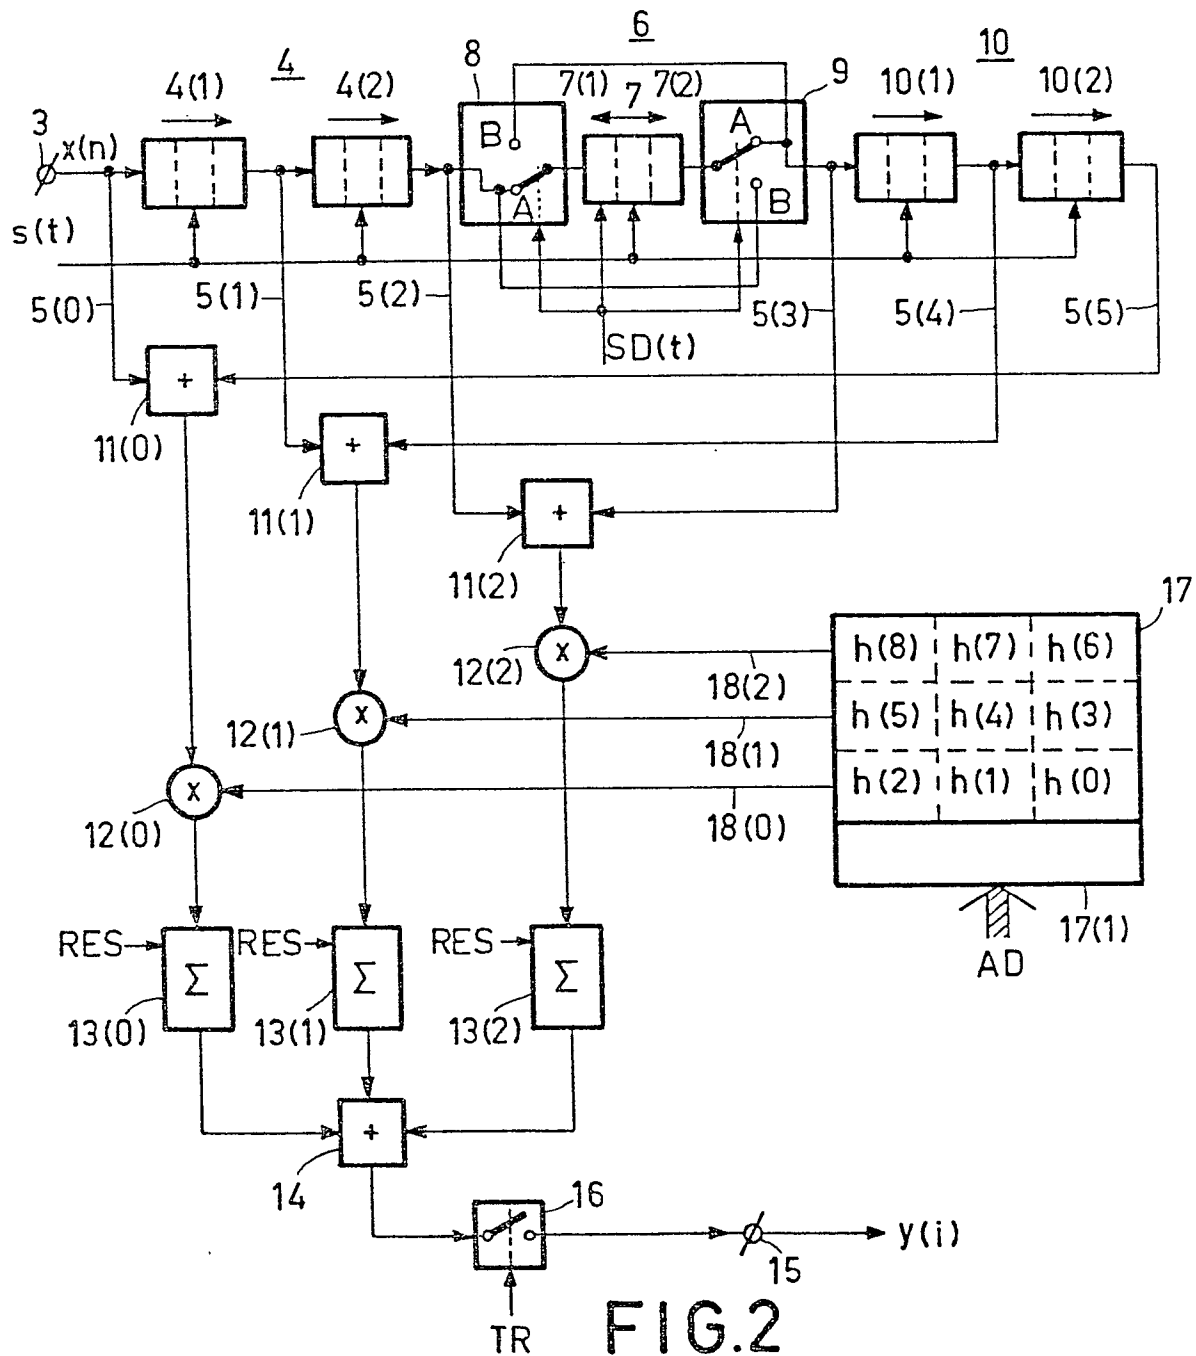 4
6
10
8
7(1)
7
7(2)
9
10(1)
10(2)
4(1)
4(2)
3
x(n)
B
A
A
B
s(t)
5(0)
5(1)
5(2)
SD(t)
5(3)
5(4)
5(5)
+
11(0)
+
11(1)
+
11(2)
17
h(8) h(7) h(6)
h(5) h(4) h(3)
h(2) h(1) h(0)
x
12(2)
18(2)
x
12(1)
18(1)
x
12(0)
18(0)
17(1)
AD
RES
RES
RES
Σ
Σ
Σ
13(0)
13(1)
13(2)
+
14
16
y(i)
15
TR
FIG.2